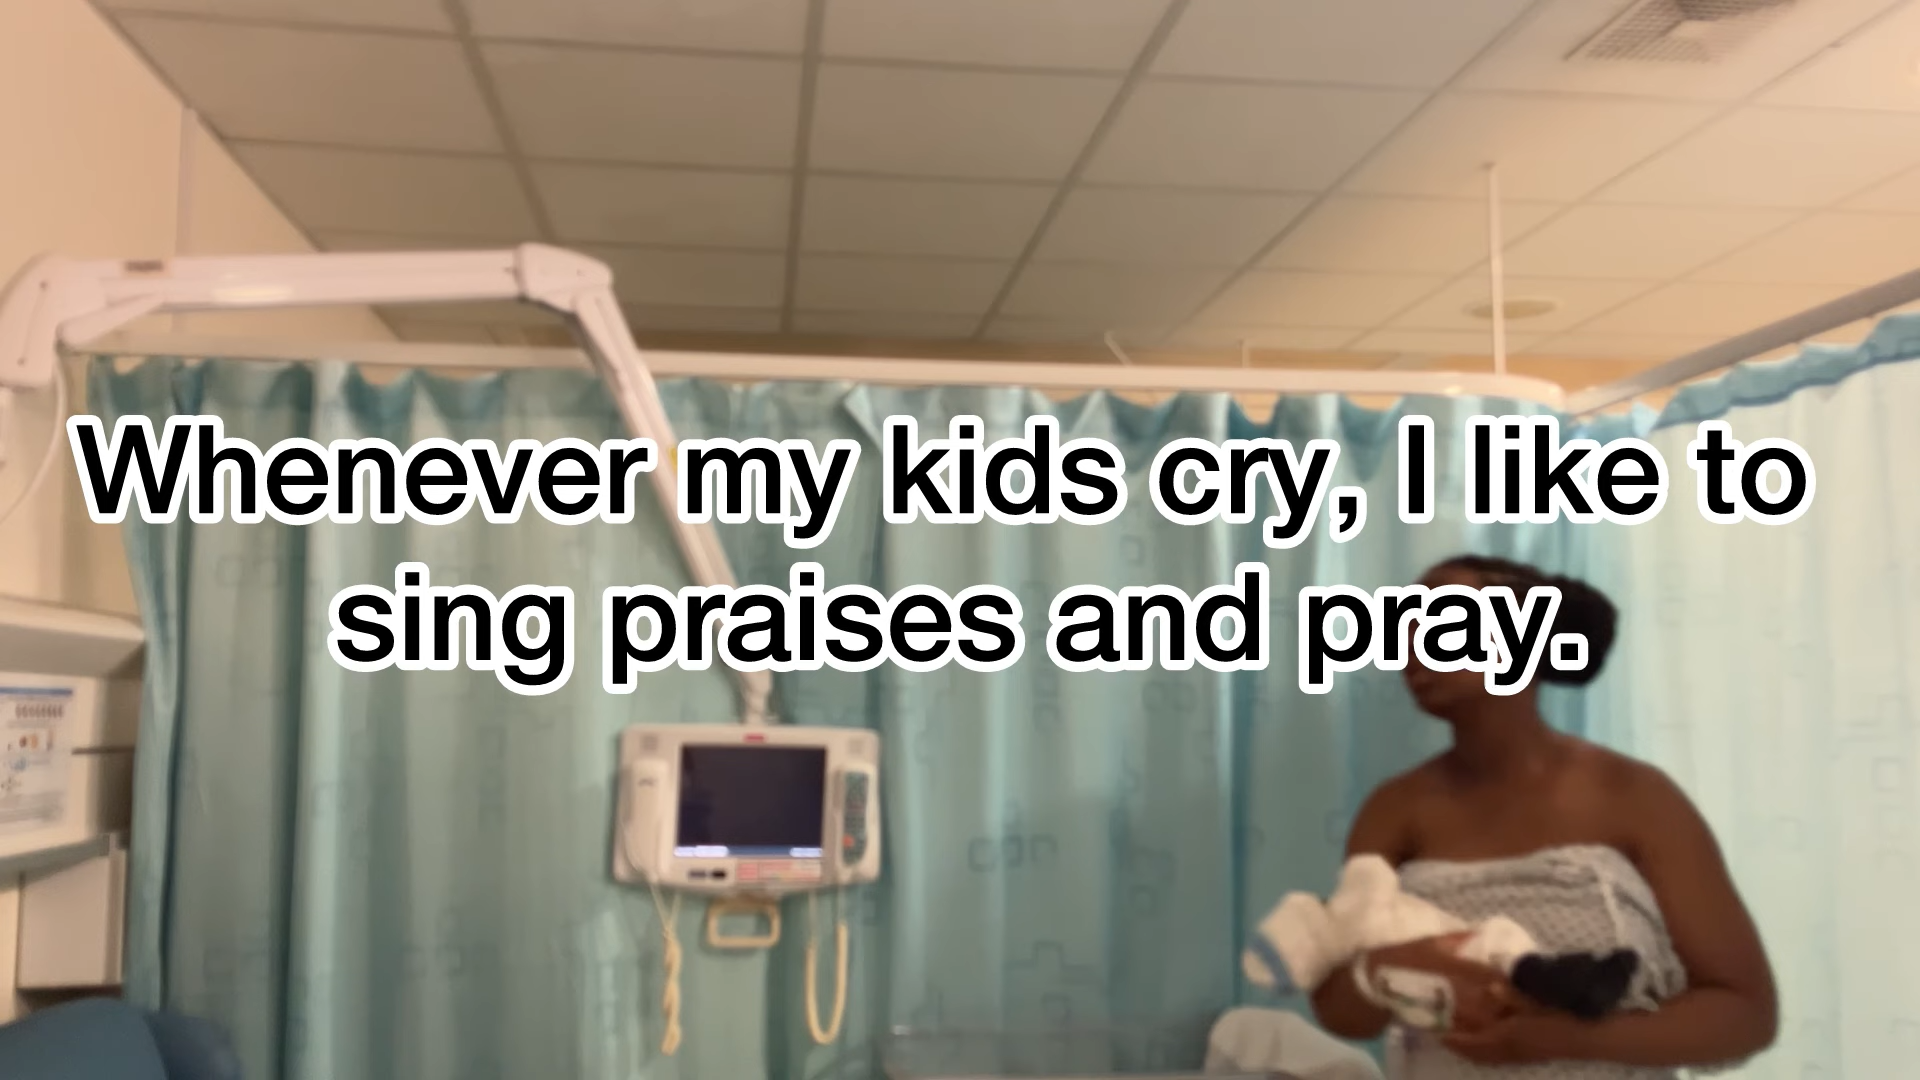 Whenever my kids cry, I like to
sing praises and pray.